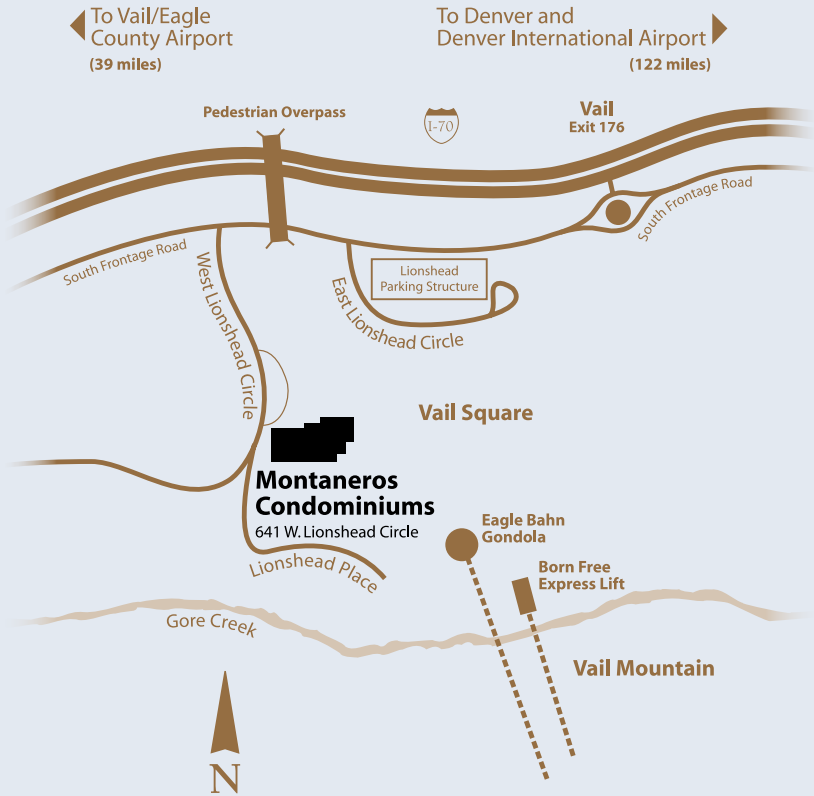 To Vail/Eagle
County Airport
(39 miles)
To Denver and
Denver International Airport
(122 miles)
Pedestrian Overpass
I-70
Vail
Exit 176
South Frontage Road
South Frontage Road
West Lionshead Circle
Lionshead
Parking Structure
East Lionshead Circle
Vail Square
Montaneros
Condominiums
641 W. Lionshead Circle
Eagle Bahn
Gondola
Born Free
Express Lift
Lionshead Place
Gore Creek
Vail Mountain
N